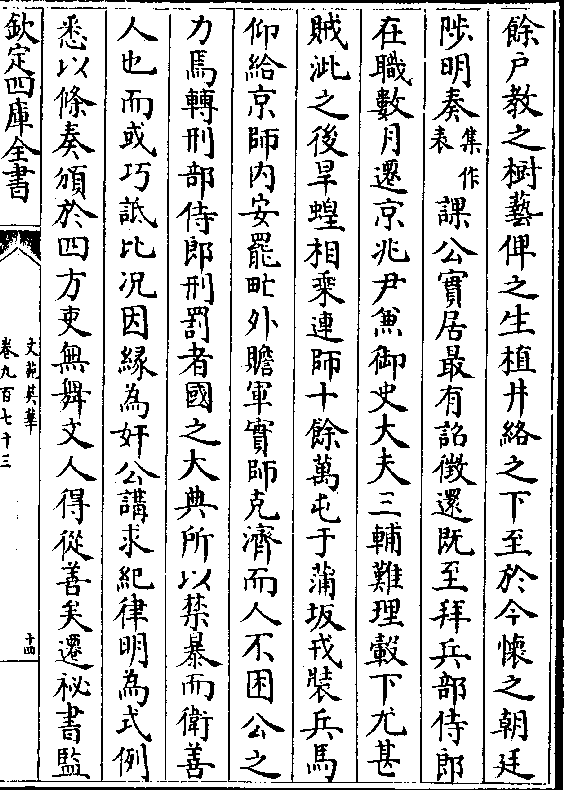 餘戶教之樹藝俾之生植井絡之下至於今懷之朝廷
陟明奏集作表課公實居最有詔徵還既至拜兵部侍郎
在職數月遷京兆尹兼御史大夫三輔難理轂下尤甚
賊泚之後旱蝗相乗連師十餘萬屯于蒲坂戎裝兵馬
仰給京師内安罷甿外贍軍實師克濟而人不困公之
力焉轉刑部侍郎刑罰者國之大典所以禁暴而衛善
人也而或巧詆比况因緣為奸公講求紀律明為式例
悉以條奏頒於四方吏無舞文人得從善矣遷祕書監
欽定四庫全書
文苑英華
卷九百七十三
十四